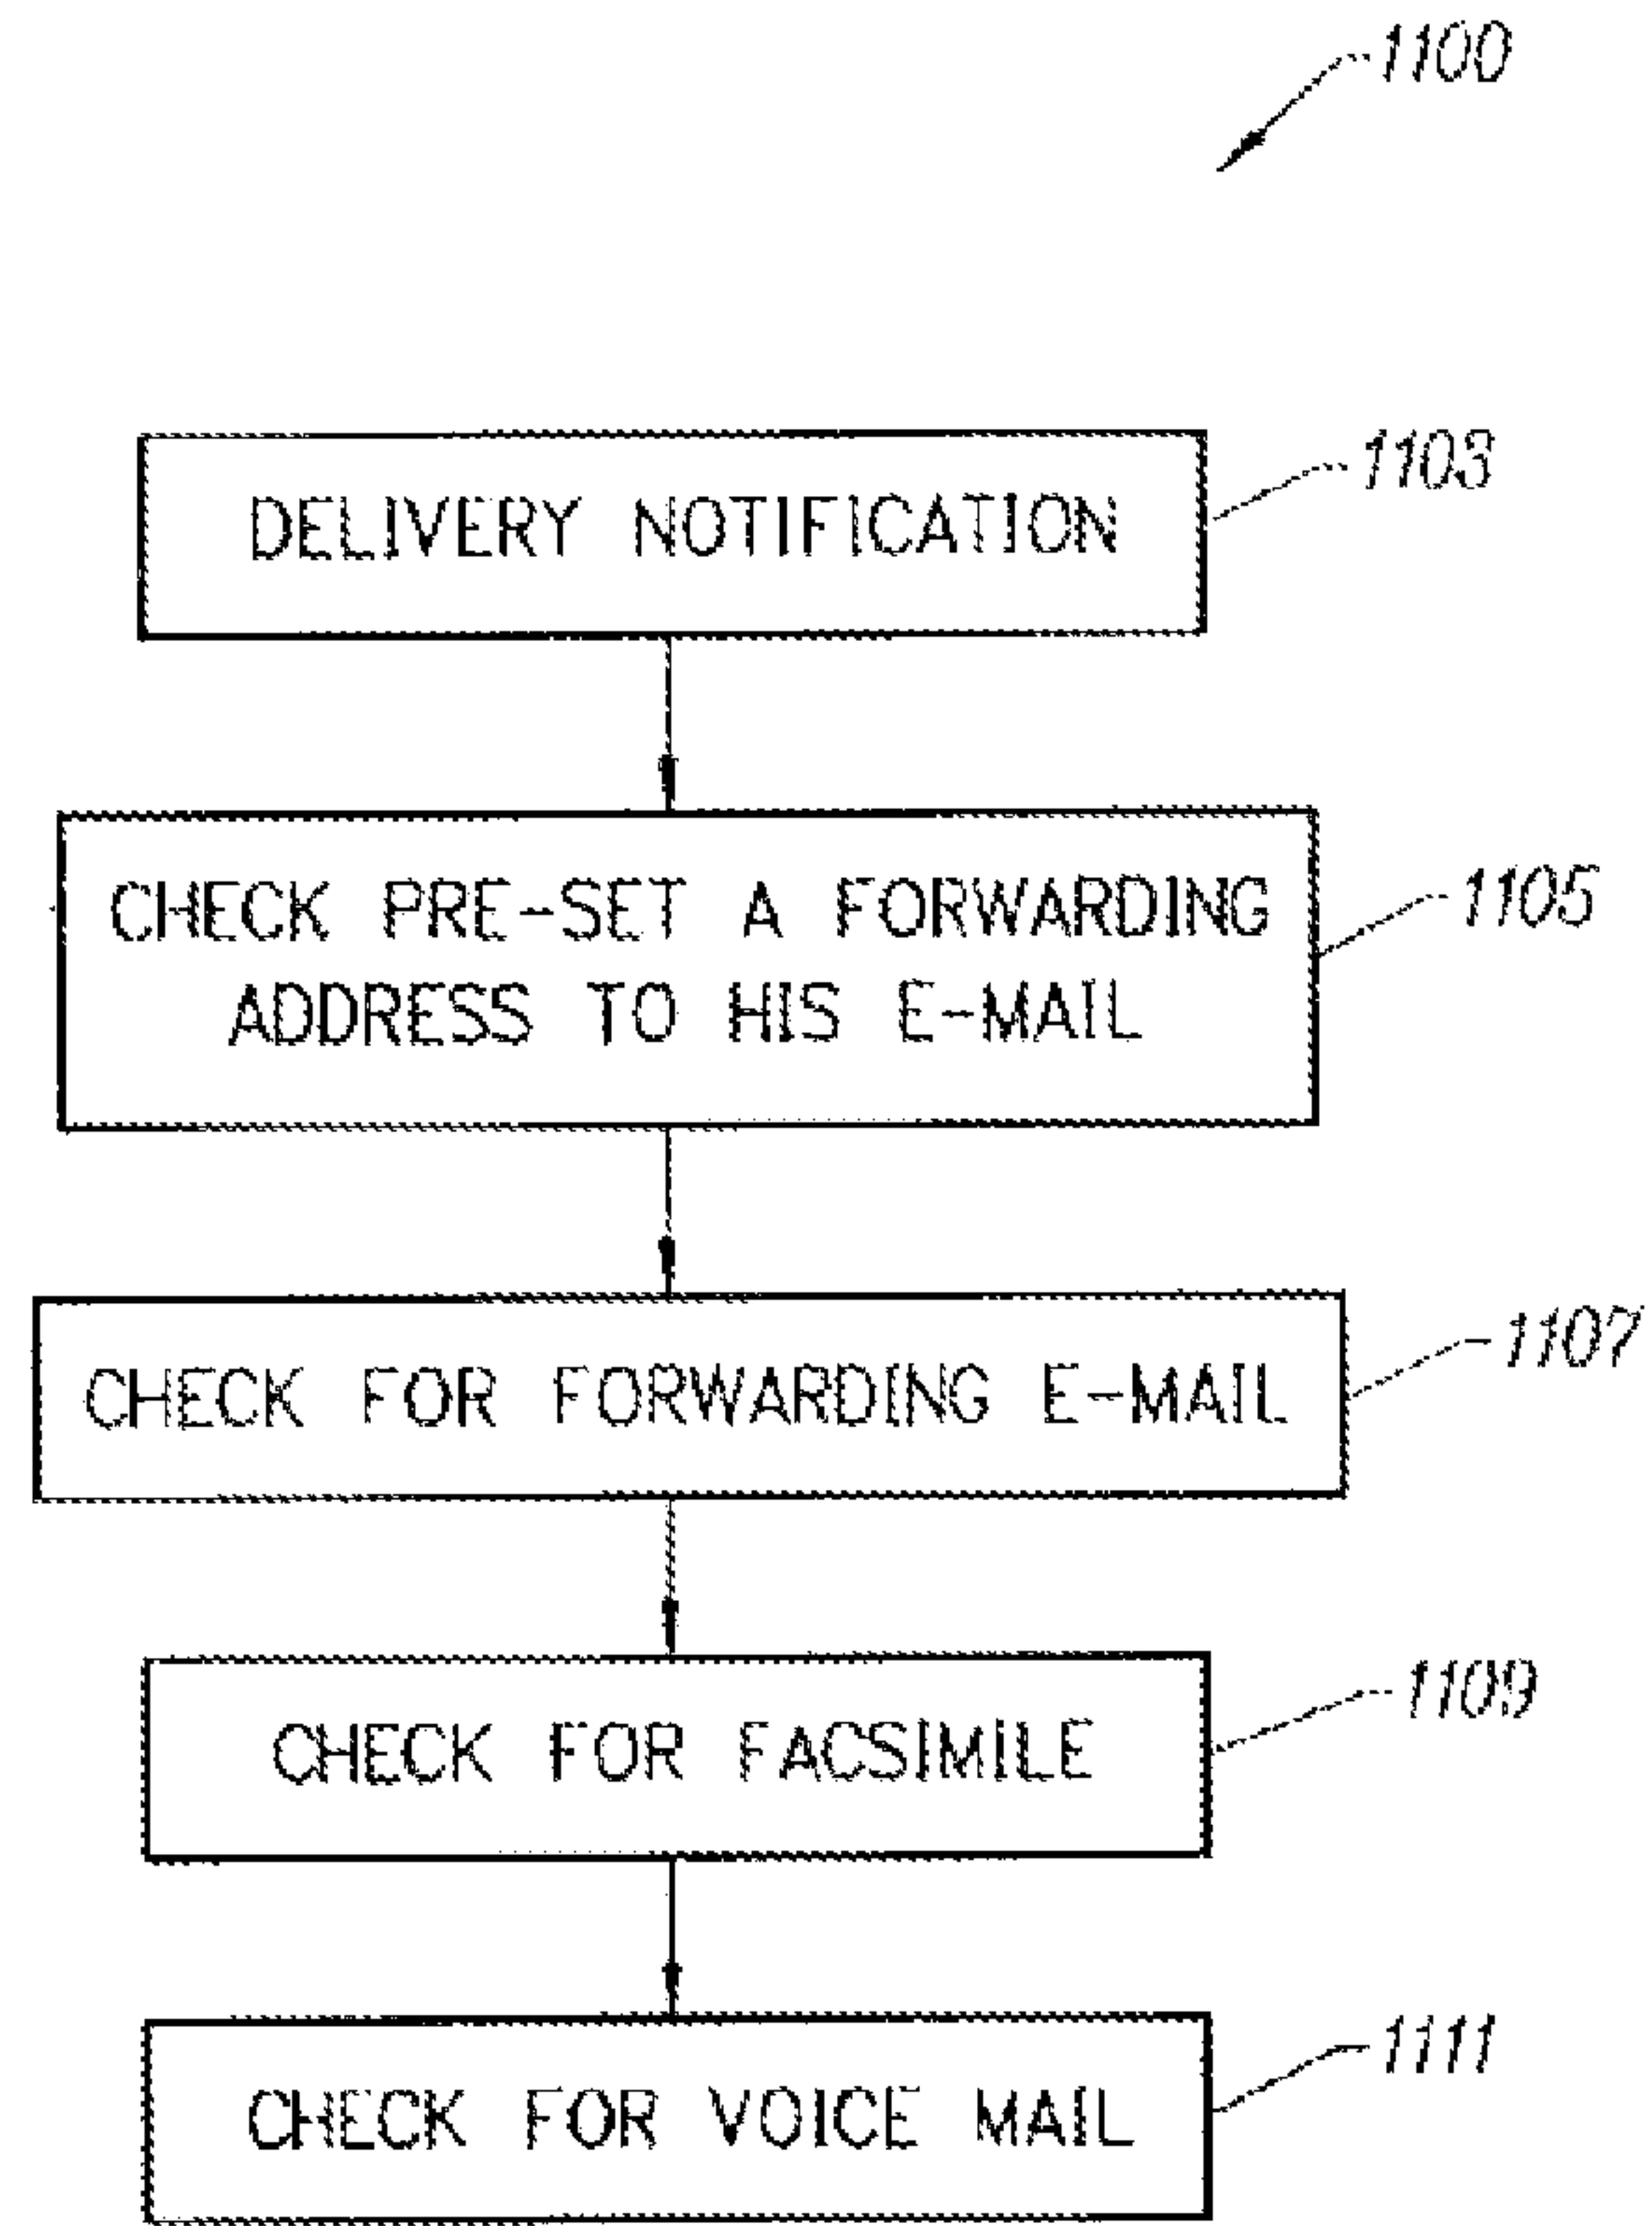 1100
DELIVERY NOTIFICATION
1103
CHECK PRE-SET A FORWARDING
ADDRESS TO HIS E-MAIL
1105
CHECK FOR FORWARDING E-MAIL
1107
CHECK FOR FACSIMILE
1109
CHECK FOR VOICE MAIL
1111